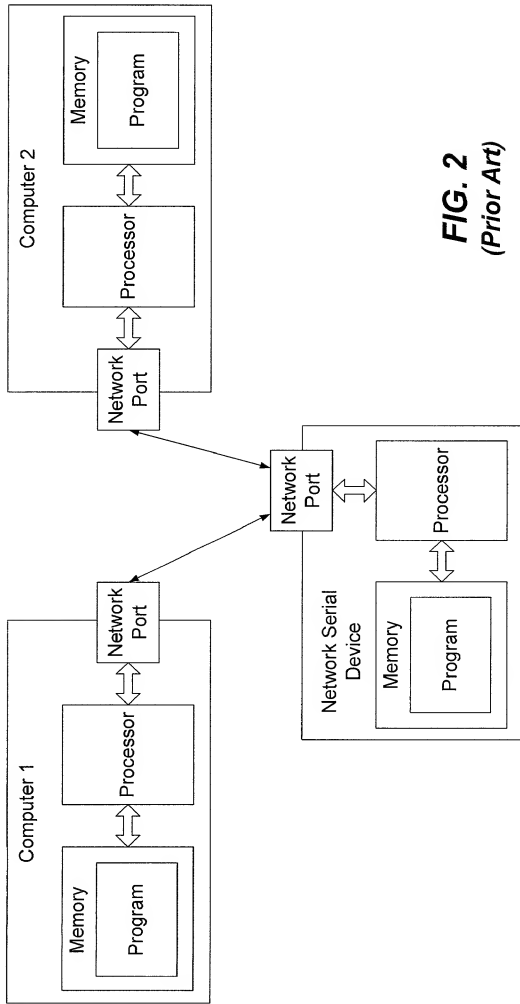 Computer 1
Memory
Program
Processor
Network
Port
Computer 2
Network
Port
Processor
Memory
Program
Network Serial
Device
Memory
Program
Processor
Network
Port
FIG. 2
(Prior Art)